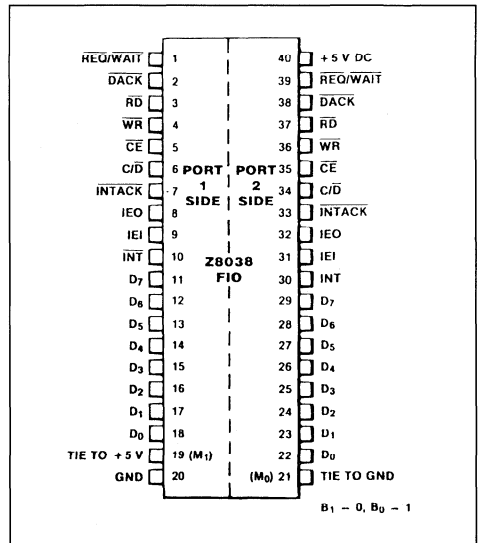 REQ/WAIT 1 40 + 5 V DC
DACK 2 39 REQ/WAIT
RD 3 38 DACK
WR 4 37 RD
CE 5 36 WR
C/D 6 PORT PORT 35 CE
INTACK 7 1 2 34 C/D
SIDE SIDE
IEO 8 33 INTACK
IEI 9 32 IEO
INT 10 Z8038 31 IEI
D7 11 FIO 30 INT
D6 12 29 D7
D5 13 28 D6
D4 14 27 D5
D3 15 26 D4
D2 16 25 D3
D1 17 24 D2
D0 18 23 D1
TIE TO + 5 V 19 (M1) 22 D0
GND 20 (M0) 21 TIE TO GND
B1 – 0, B0 – 1